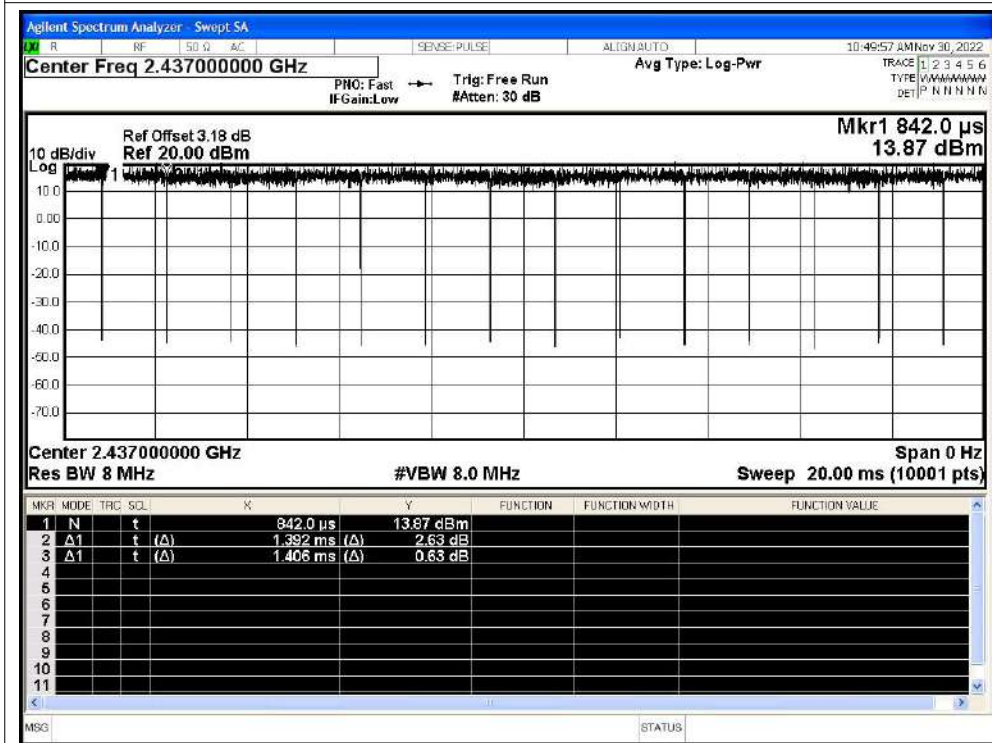 Agilent Spectrum Analyzer - Swept SA
LXI R RF 50 Ω AC SENSE:PULSE ALIGN AUTO 10:49:57 AM Nov 30, 2022
Center Freq 2.437000000 GHz Avg Type: Log-Pwr TRACE 1 2 3 4 5 6
PNO: Fast Trig: Free Run TYPE
IFGain:Low #Atten: 30 dB DET P N N N N N
Mkr1 842.0 µs
Ref Offset 3.18 dB
10 dB/div Ref 20.00 dBm 13.87 dBm
Log
1
10.0
0.00
-10.0
-20.0
-30.0
-40.0
-50.0
-60.0
-70.0
Center 2.437000000 GHz Span 0 Hz
Res BW 8 MHz #VBW 8.0 MHz Sweep 20.00 ms (10001 pts)
MKR MODE TRC SCL X Y FUNCTION FUNCTION WIDTH FUNCTION VALUE
1 N t 842.0 µs 13.87 dBm
2 Δ1 t (Δ) 1.392 ms (Δ) 2.63 dB
3 Δ1 t (Δ) 1.406 ms (Δ) 0.63 dB
4
5
6
7
8
9
10
11
MSG STATUS